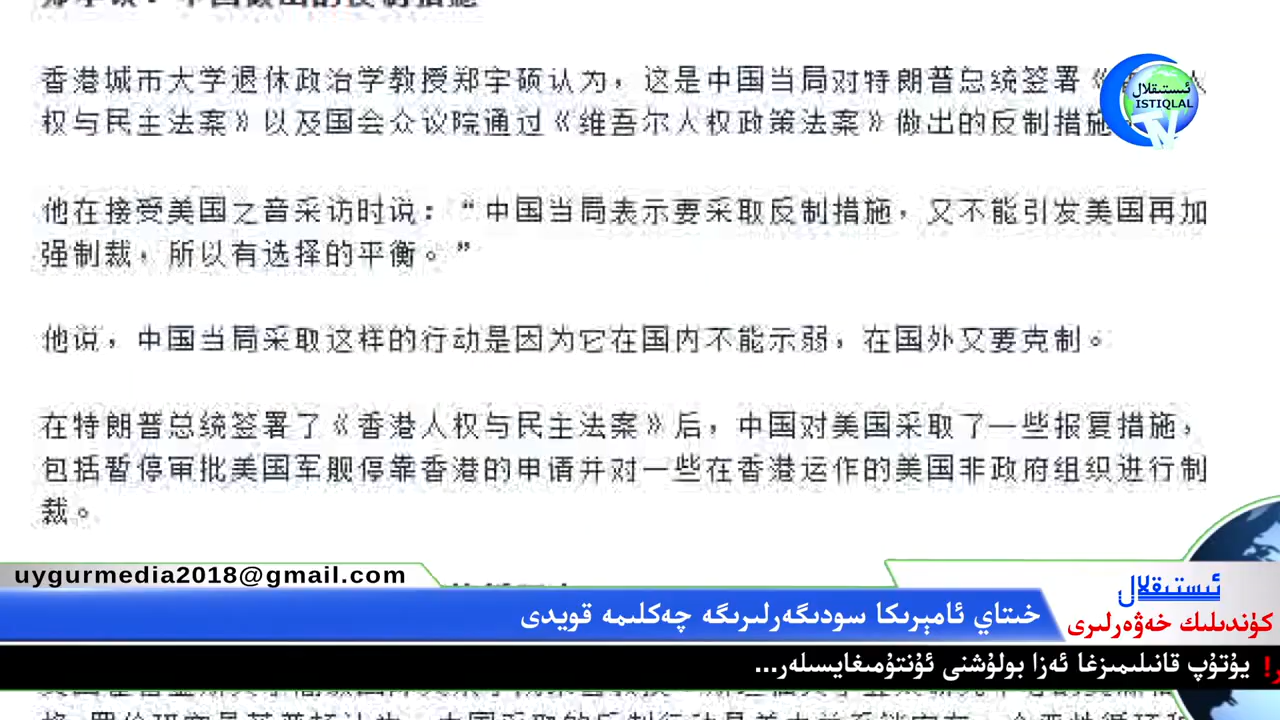 香港城市大学退休政治学教授郑宇硕认为，这是中国当局对特朗普总统签署《 人
权与民主法案》以及国会众议院通过《维吾尔人权政策法案》做出的反制措施。
ئىستىقلال
ISTIQLAL
TV
他在接受美国之音采访时说：“中国当局表示要采取反制措施，又不能引发美国再加
强制裁，所以有选择的平衡。”
他说，中国当局采取这样的行动是因为它在国内不能示弱，在国外又要克制。
在特朗普总统签署了《香港人权与民主法案》后，中国对美国采取了一些报复措施，
包括暂停审批美国军舰停靠香港的申请并对一些在香港运作的美国非政府组织进行制
裁。
uygurmedia2018@gmail.com
ئىستىقلال
كۈندىلىك خەۋەرلىرى
خىتاي ئامېرىكا سودىگەرلىرىگە چەكلىمە قويدى
يۇتۇپ قانىلىمىزغا ئەزا بولۇشنى ئۇنتۇمىغايسىلەر...